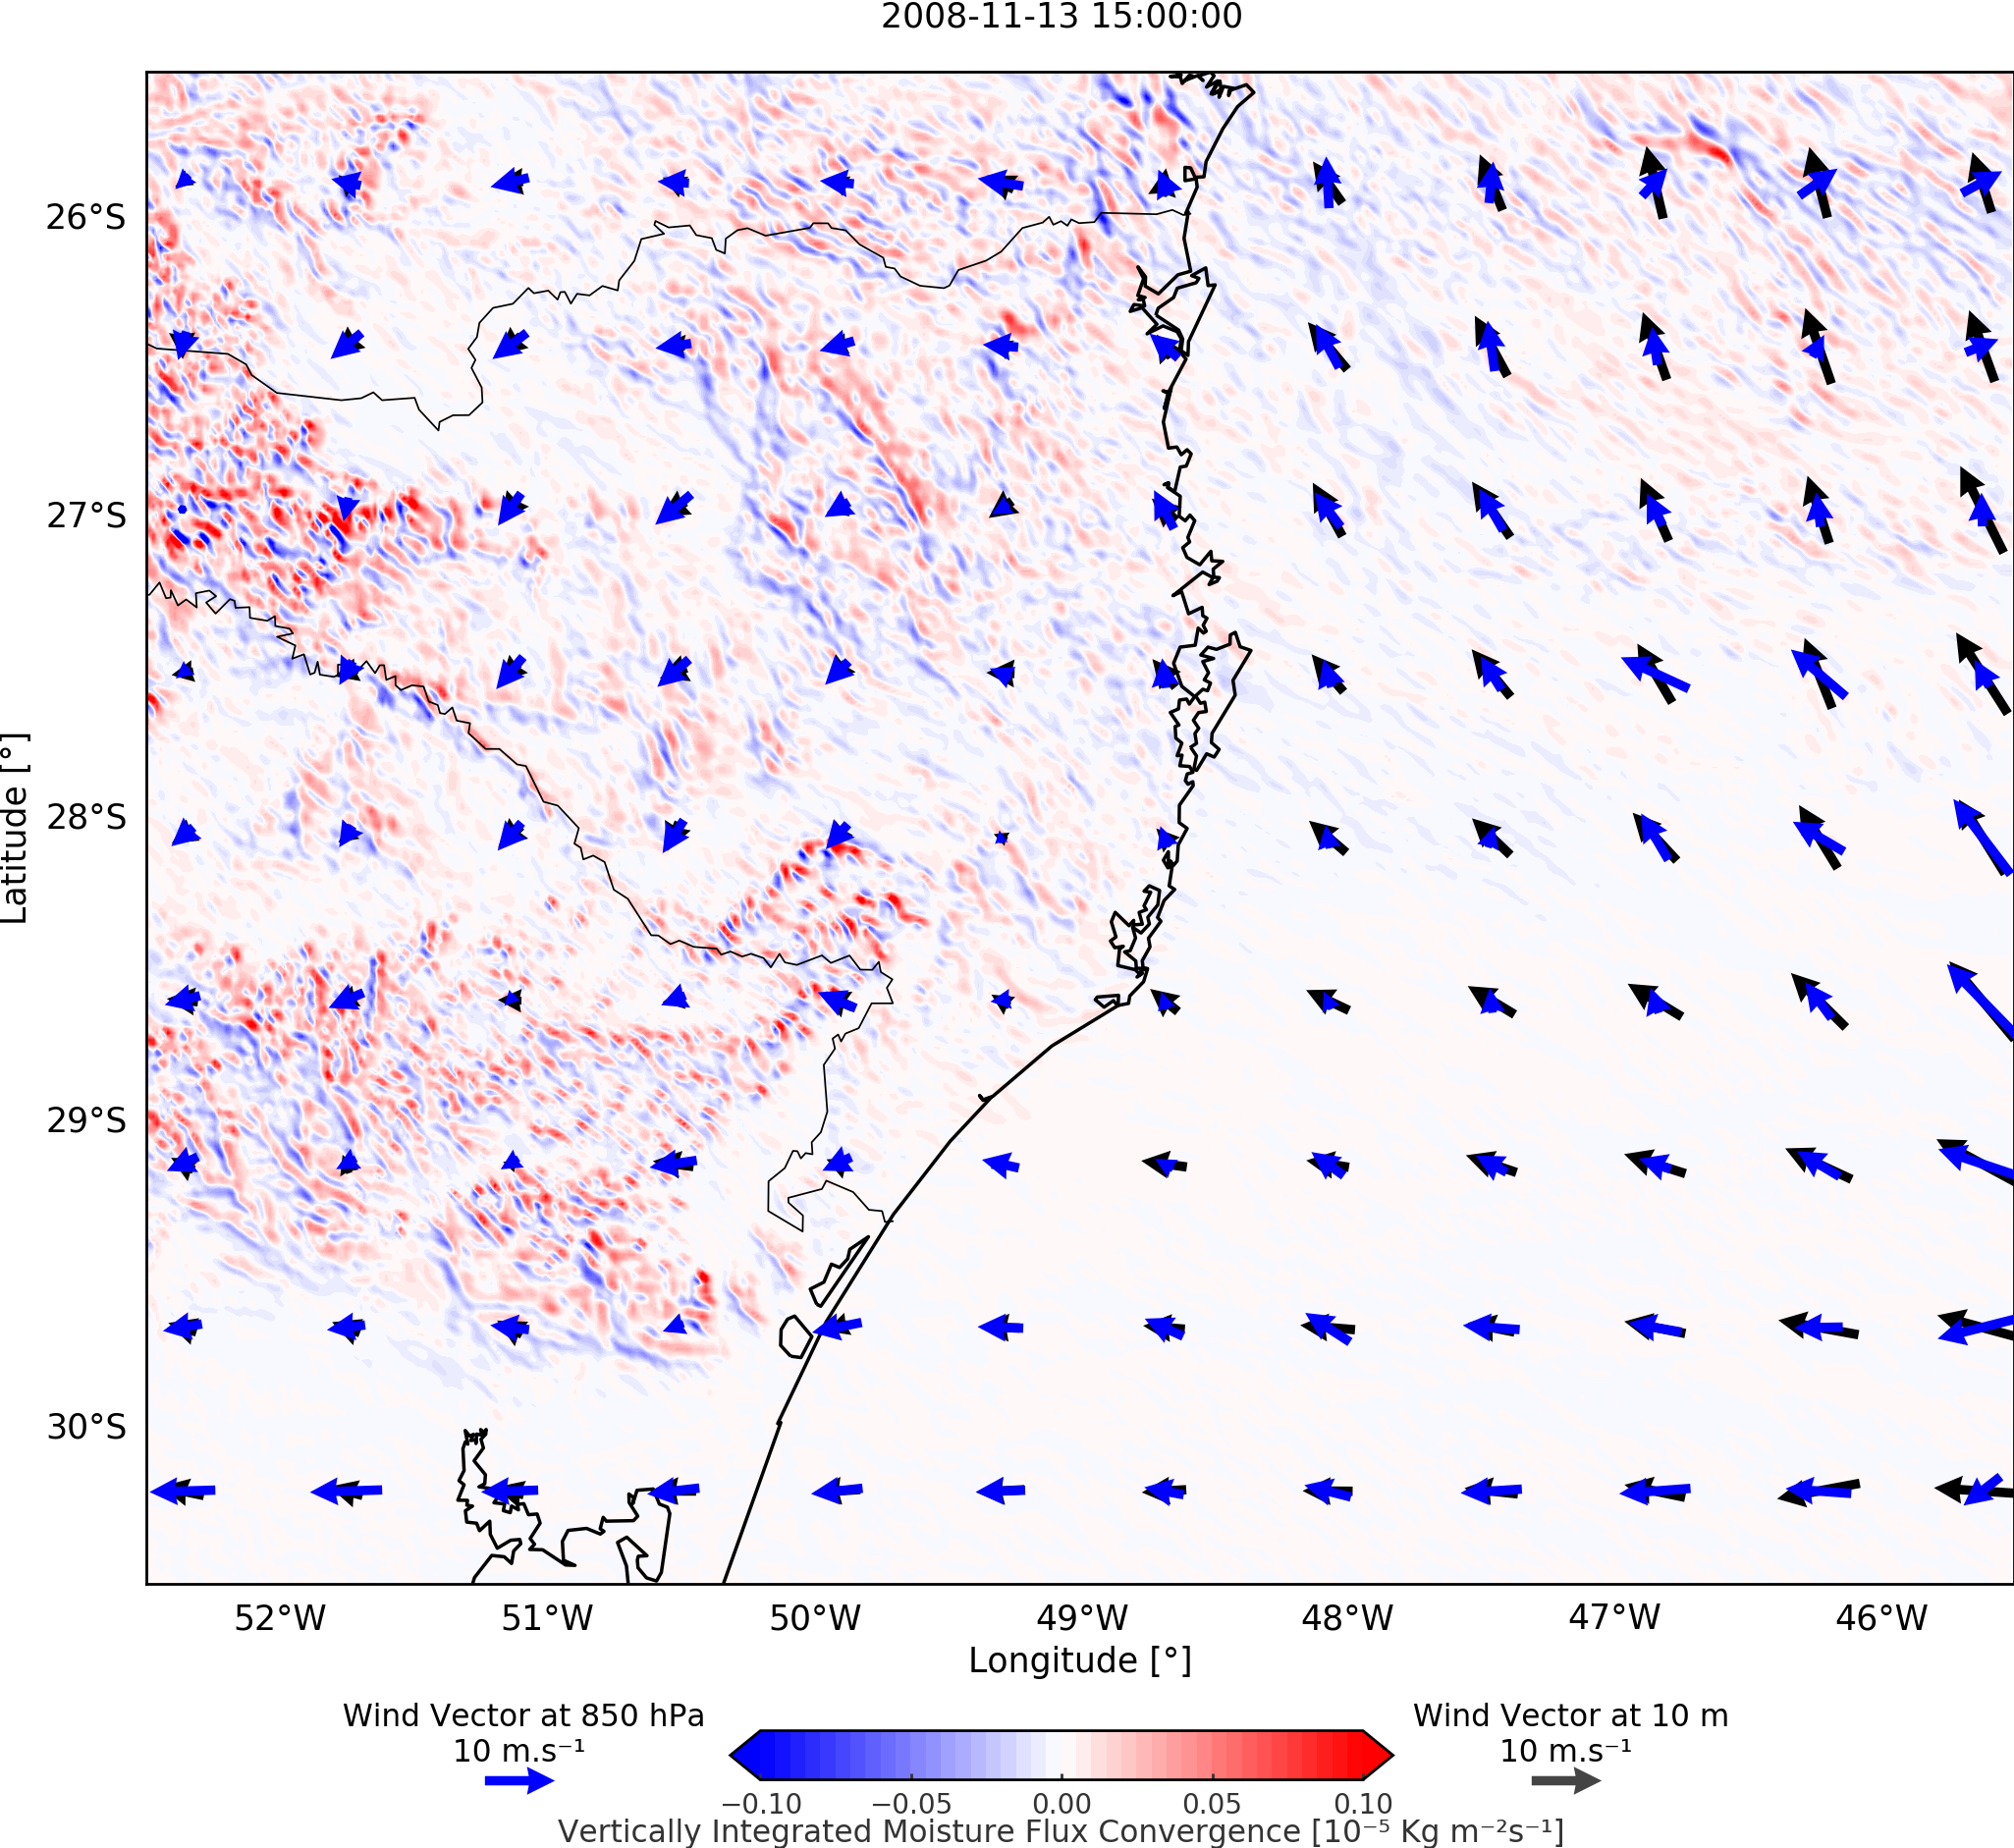 2008-11-13 15:00:00
26°S
27°S
28°S
29°S
30°S
Latitude [°]
52°W 51°W 50°W 49°W 48°W 47°W 46°W
Longitude [°]
Wind Vector at 850 hPa
10 m.s⁻¹
Wind Vector at 10 m
10 m.s⁻¹
−0.10 −0.05 0.00 0.05 0.10
Vertically Integrated Moisture Flux Convergence [10⁻⁵ Kg m⁻²s⁻¹]